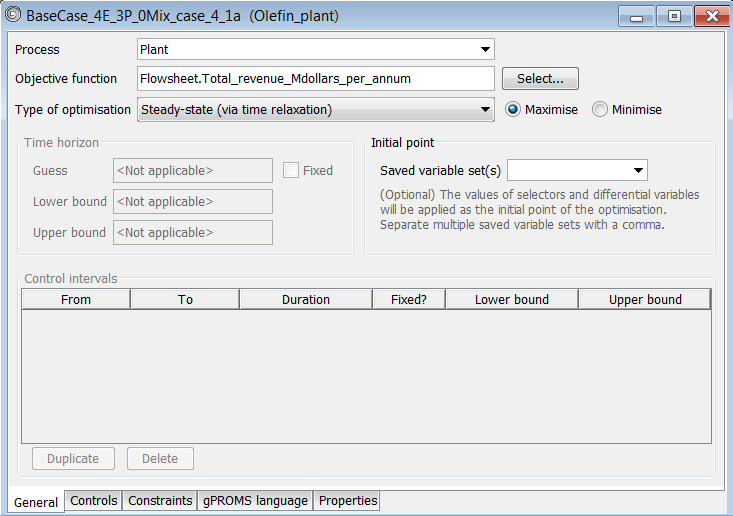 BaseCase_4E_3P_0Mix_case_4_1a (Olefin_plant)
Process Plant
Objective function Flowsheet.Total_revenue_Mdollars_per_annum Select...
Type of optimisation Steady-state (via time relaxation) Maximise Minimise
Time horizon
Guess <Not applicable> Fixed
Lower bound <Not applicable>
Upper bound <Not applicable>
Initial point
Saved variable set(s)
(Optional) The values of selectors and differential variables
will be applied as the initial point of the optimisation.
Separate multiple saved variable sets with a comma.
Control intervals
From To Duration Fixed? Lower bound Upper bound
Duplicate Delete
General Controls Constraints gPROMS language Properties